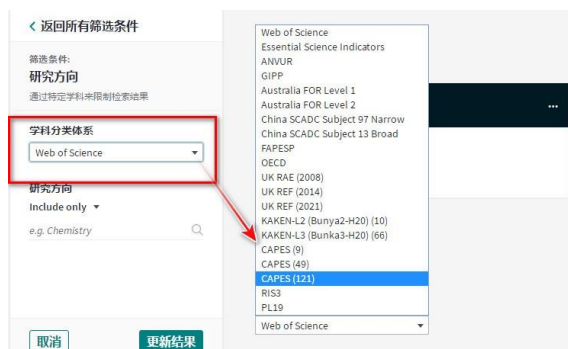 返回所有筛选条件
筛选条件:
研究方向
通过特定学科来限制检索结果
学科分类体系
Web of Science
研究方向
Include only
e.g. Chemistry
取消
更新结果
Web of Science
Essential Science Indicators
ANVUR
GIPP
Australia FOR Level 1
Australia FOR Level 2
China SCADC Subject 97 Narrow
China SCADC Subject 13 Broad
FAPESP
OECD
UK RAE (2008)
UK REF (2014)
UK REF (2021)
KAKEN-L2 (Bunya2-H20) (10)
KAKEN-L3 (Bunka3-H20) (66)
CAPES (9)
CAPES (49)
CAPES (121)
RIS3
PL19
Web of Science
...